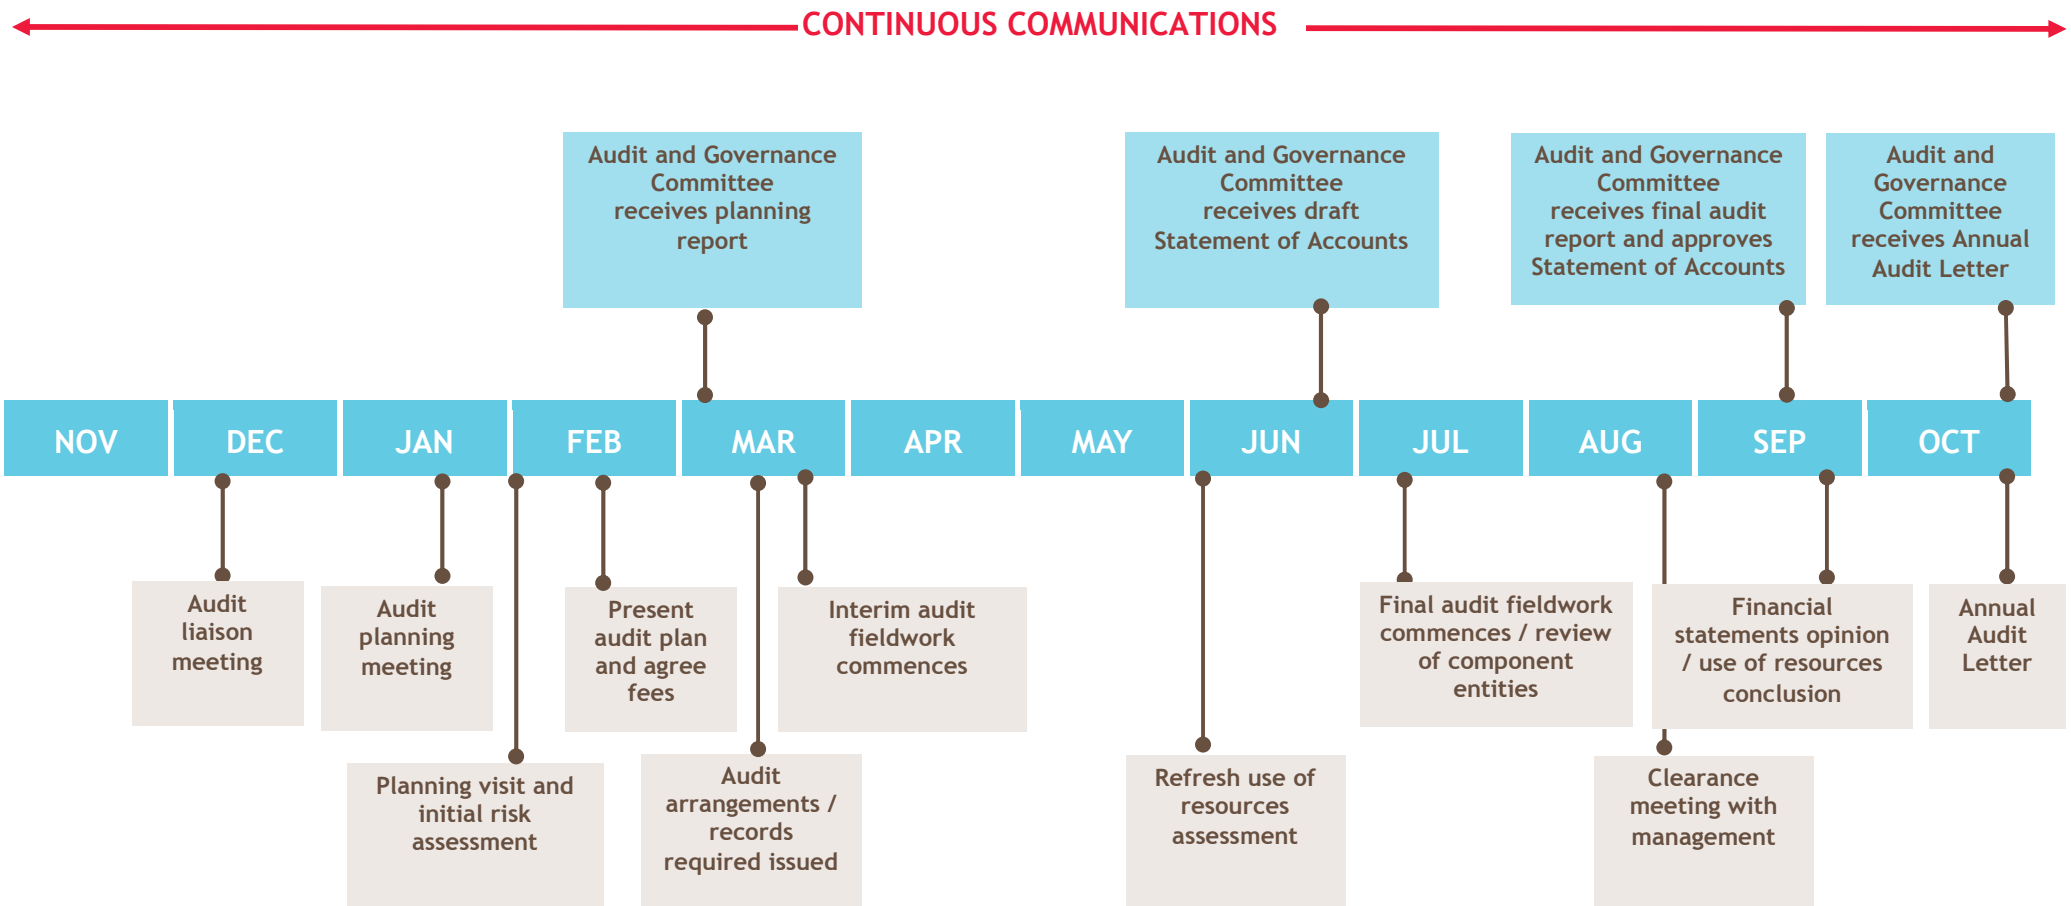 CONTINUOUS COMMUNICATIONS
Audit and Governance
Committee
receives planning
report
Audit and Governance
Committee
receives draft
Statement of Accounts
Audit and Governance
Committee
receives final audit
report and approves
Statement of Accounts
Audit and
Governance
Committee
receives Annual
Audit Letter
NOV
DEC
JAN
FEB
MAR
APR
MAY
JUN
JUL
AUG
SEP
OCT
Audit
liaison
meeting
Audit
planning
meeting
Present
audit plan
and agree
fees
Interim audit
fieldwork
commences
Final audit fieldwork
commences / review
of component
entities
Financial
statements opinion
/ use of resources
conclusion
Annual
Audit
Letter
Planning visit and
initial risk
assessment
Audit
arrangements /
records
required issued
Refresh use of
resources
assessment
Clearance
meeting with
management